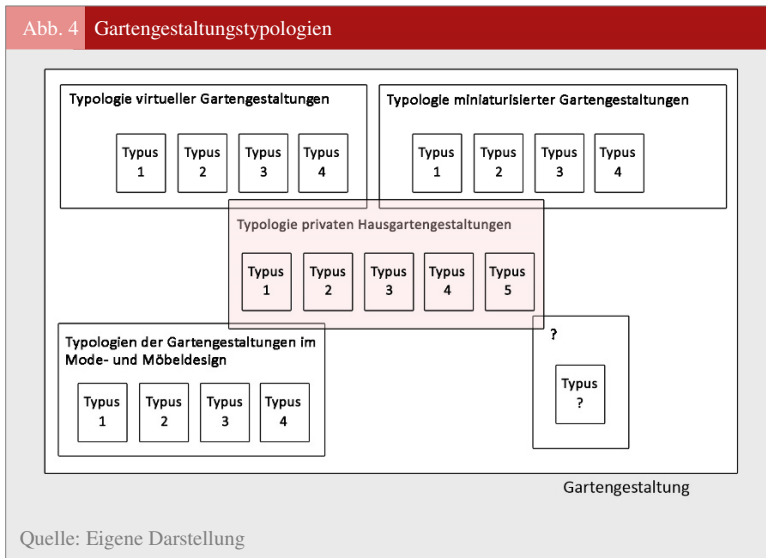 Abb. 4 Gartengestaltungstypologien
Typologie virtueller Gartengestaltungen
Typus 1
Typus 2
Typus 3
Typus 4
Typologie miniaturisierter Gartengestaltungen
Typus 1
Typus 2
Typus 3
Typus 4
Typologie privaten Hausgartengestaltungen
Typus 1
Typus 2
Typus 3
Typus 4
Typus 5
Typologien der Gartengestaltungen im
Mode- und Möbeldesign
Typus 1
Typus 2
Typus 3
Typus 4
?
Typus ?
Gartengestaltung
Quelle: Eigene Darstellung